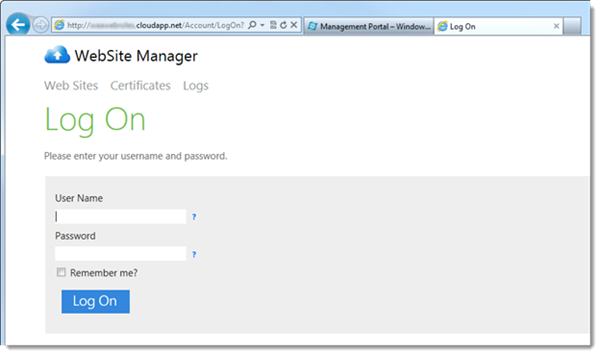 http://.cloudapp.net/Account/LogOn?
Management Portal – Window...
Log On
WebSite Manager
Web Sites Certificates Logs
Log On
Please enter your username and password.
User Name
?
Password
?
Remember me?
Log On